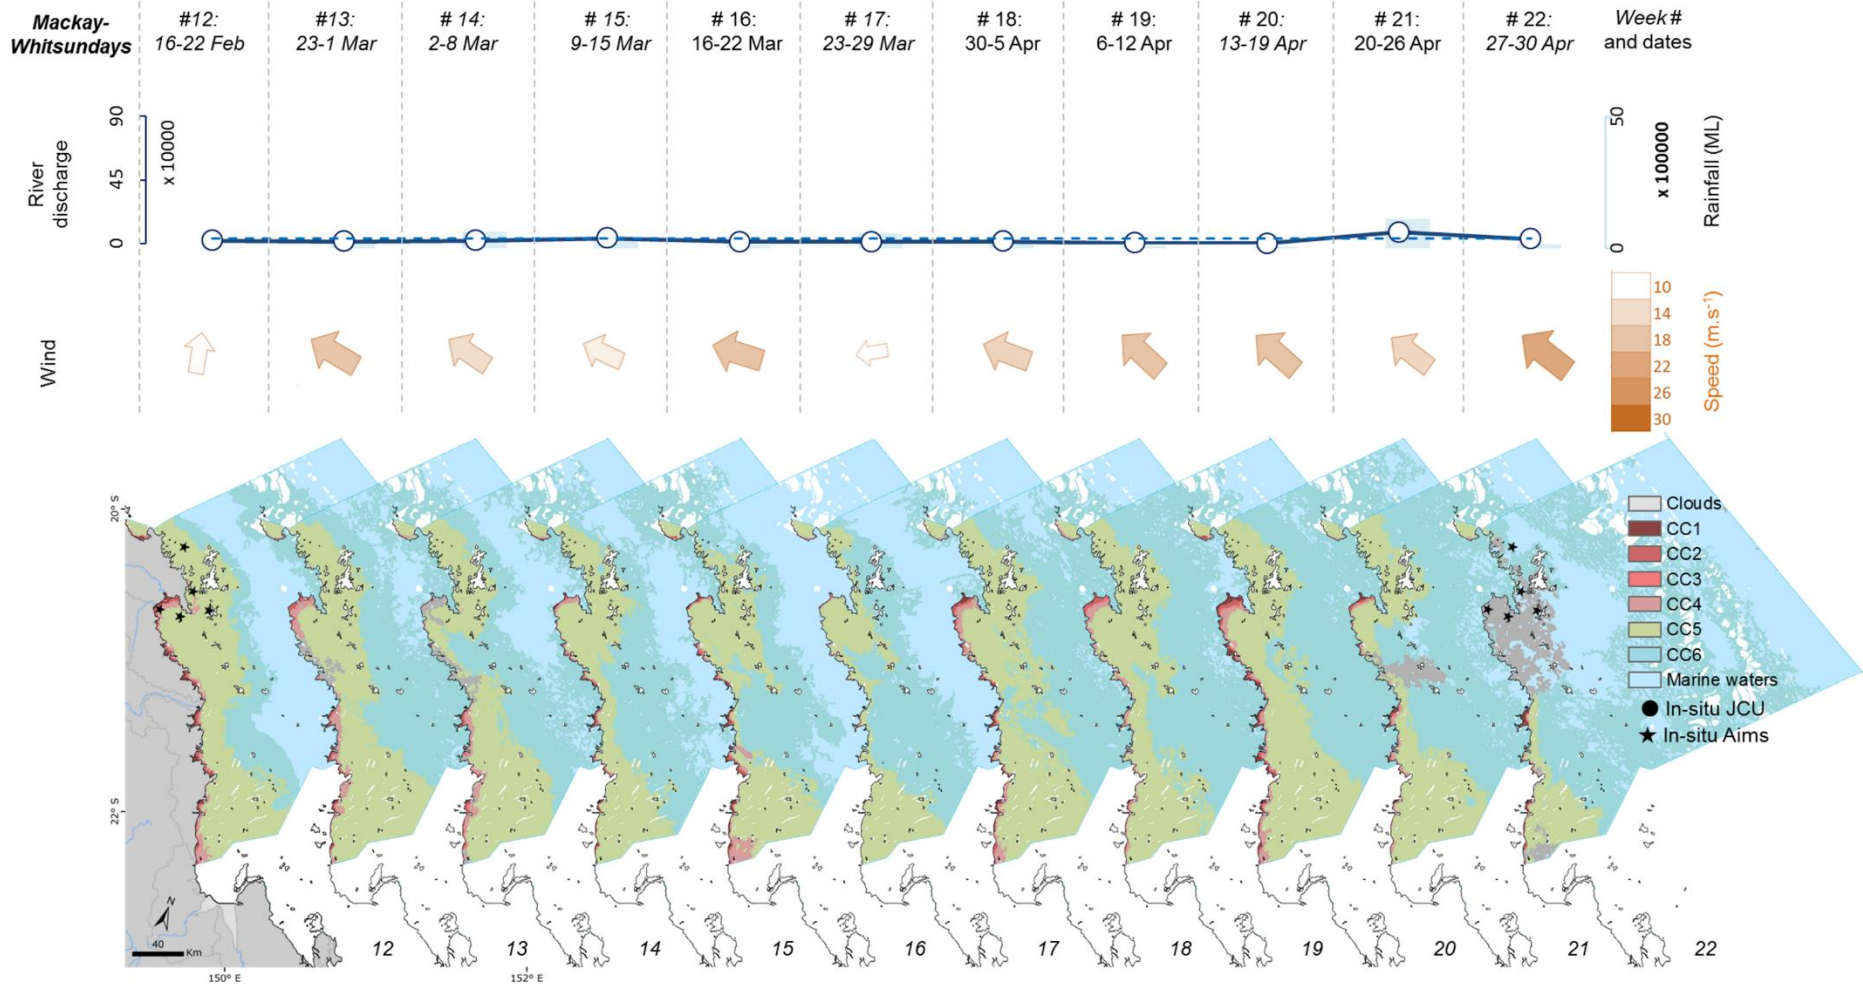 Mackay-
Whitsundays
#12:
16-22 Feb
#13:
23-1 Mar
# 14:
2-8 Mar
# 15:
9-15 Mar
# 16:
16-22 Mar
# 17:
23-29 Mar
# 18:
30-5 Apr
# 19:
6-12 Apr
# 20:
13-19 Apr
# 21:
20-26 Apr
# 22:
27-30 Apr
Week #
and dates
River
discharge
90
45
0
x 10000
50
0
x 100000
Rainfall (ML)
Wind
10
14
18
22
26
30
Speed (m.s⁻¹)
20° S
22° S
Clouds
CC1
CC2
CC3
CC4
CC5
CC6
Marine waters
In-situ JCU
In-situ Aims
N
40
Km
150° E
152° E
12
13
14
15
16
17
18
19
20
21
22